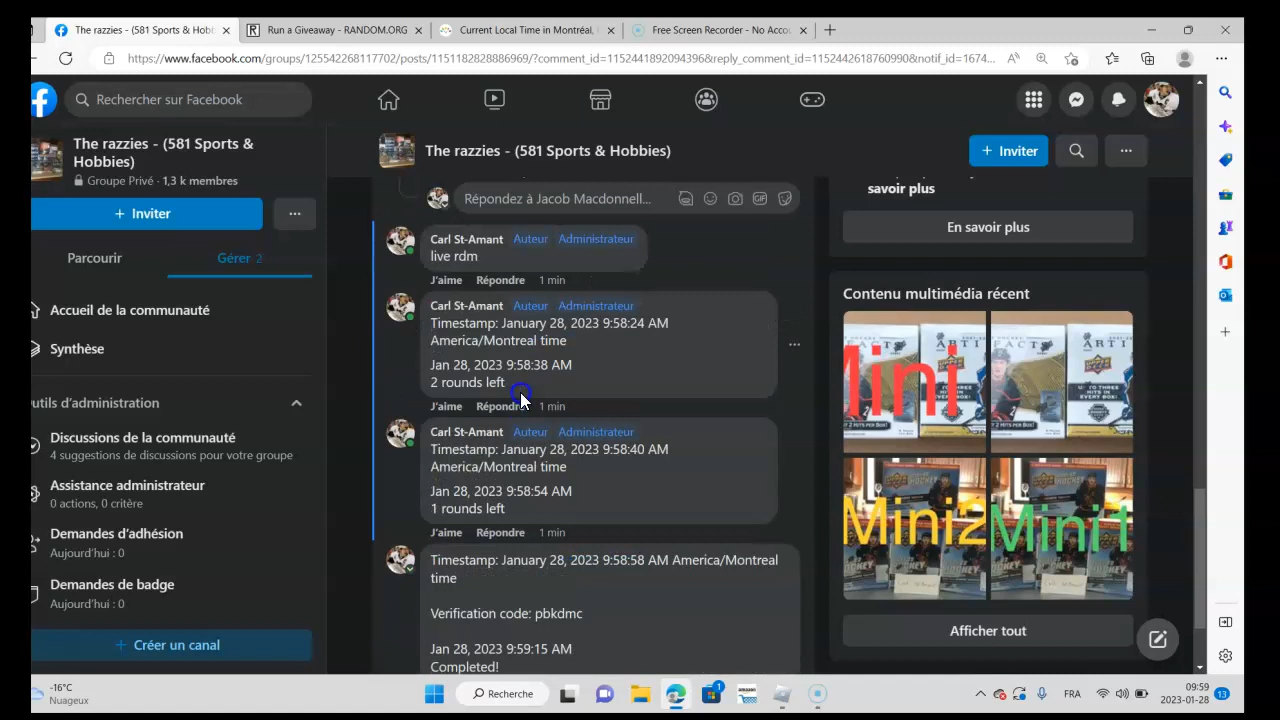 The razzies - (581 Sports & Hobb
Run a Giveaway - RANDOM.ORG
Current Local Time in Montréal,
Free Screen Recorder - No Accou
https://www.facebook.com/groups/125542268117702/posts/1151182828886969/?comment_id=1152441892094396&reply_comment_id=1152442618760990&notif_id=1674...
Rechercher sur Facebook
The razzies - (581 Sports &
Hobbies)
Groupe Privé · 1,3 k membres
+ Inviter
Parcourir
Gérer 2
Accueil de la communauté
Synthèse
utils d'administration
Discussions de la communauté
4 suggestions de discussions pour votre groupe
Assistance administrateur
0 actions, 0 critère
Demandes d'adhésion
Aujourd'hui : 0
Demandes de badge
Aujourd'hui : 0
+ Créer un canal
The razzies - (581 Sports & Hobbies)
+ Inviter
Répondez à Jacob Macdonnell...
Carl St-Amant Auteur Administrateur
live rdm
J'aime Répondre 1 min
Carl St-Amant Auteur Administrateur
Timestamp: January 28, 2023 9:58:24 AM
America/Montreal time
Jan 28, 2023 9:58:38 AM
2 rounds left
J'aime Répondre 1 min
Carl St-Amant Auteur Administrateur
Timestamp: January 28, 2023 9:58:40 AM
America/Montreal time
Jan 28, 2023 9:58:54 AM
1 rounds left
J'aime Répondre 1 min
Timestamp: January 28, 2023 9:58:58 AM America/Montreal
time
Verification code: pbkdmc
Jan 28, 2023 9:59:15 AM
Completed!
savoir plus
En savoir plus
Contenu multimédia récent
Mini
Mini2
Mini1
Afficher tout
-16°C
Nuageux
Recherche
FRA
09:59
2023-01-28
13